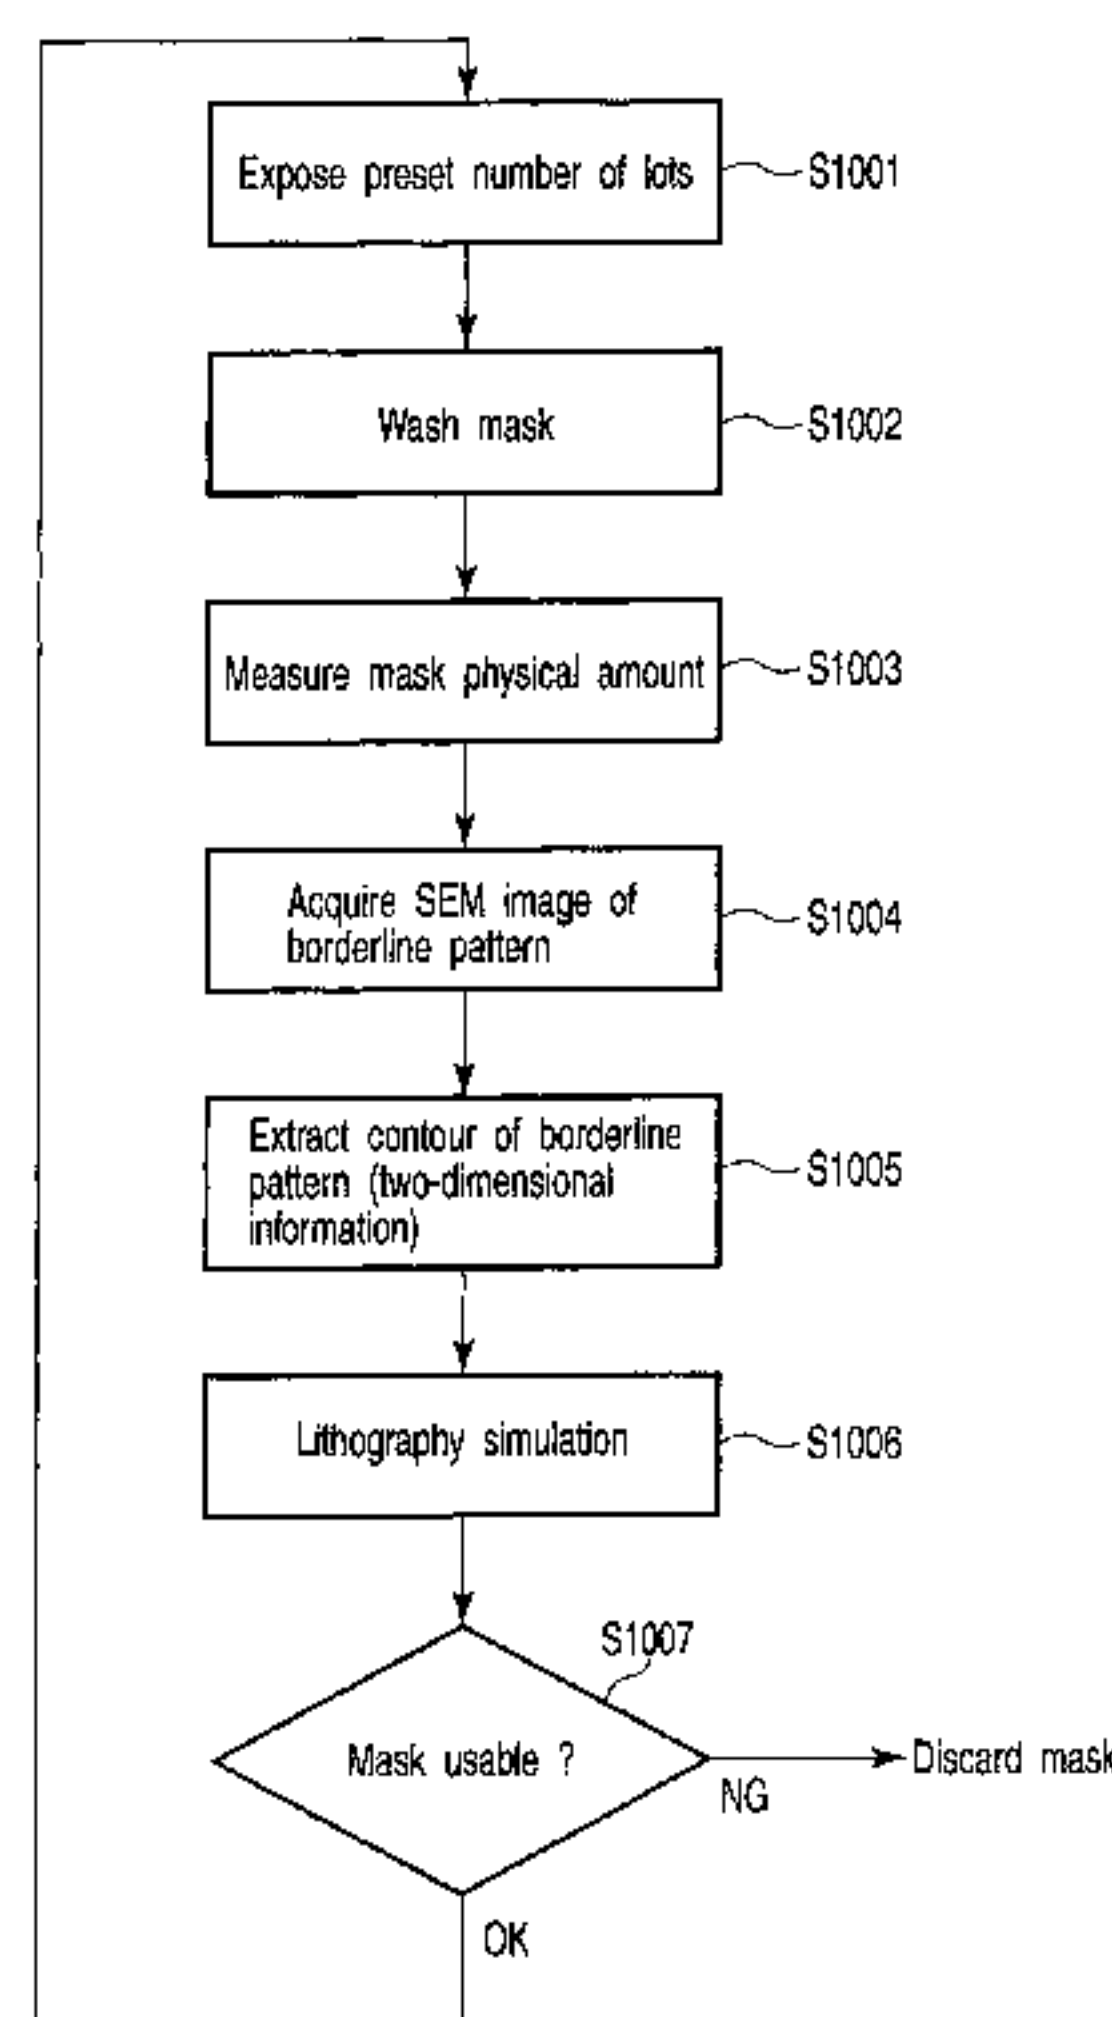 Expose preset number of lots
S1001
Wash mask
S1002
Measure mask physical amount
S1003
Acquire SEM image of
borderline pattern
S1004
Extract contour of borderline
pattern (two-dimensional
information)
S1005
Lithography simulation
S1006
S1007
Mask usable ?
NG
Discard mask
OK